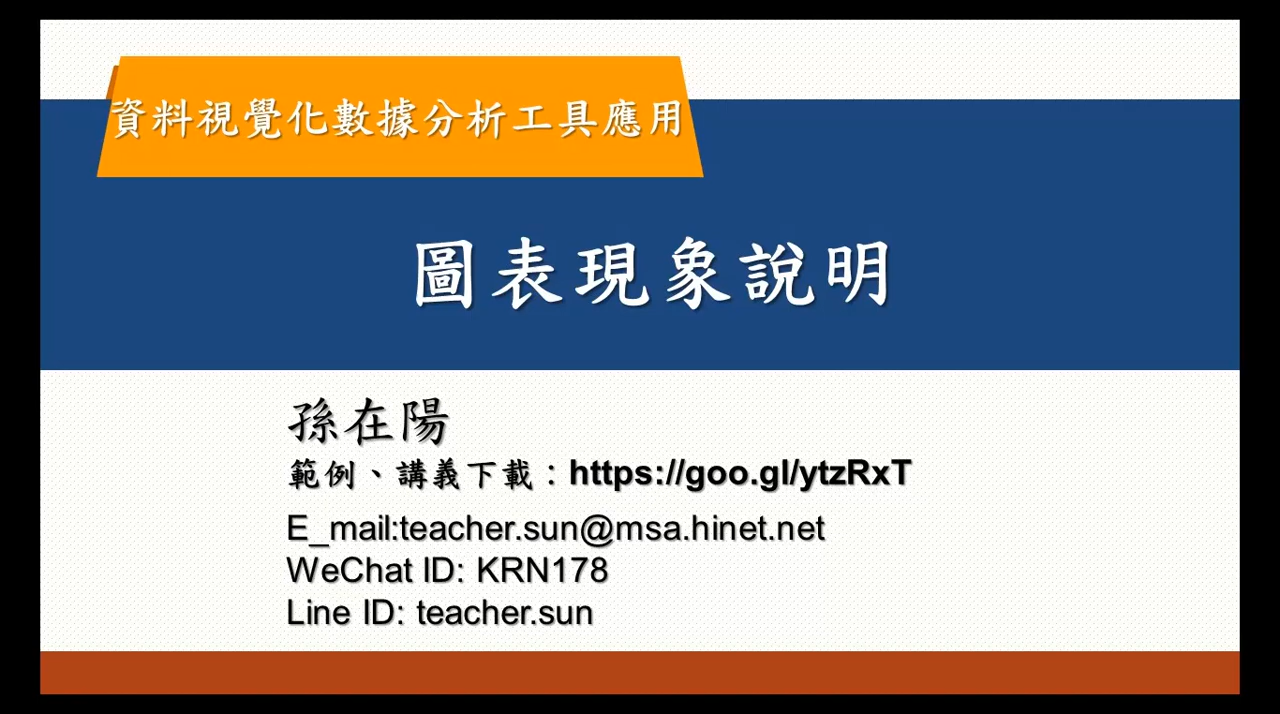 資料視覺化數據分析工具應用
圖表現象說明
孫在陽
範例、講義下載：https://goo.gl/ytzRxT
E_mail:teacher.sun@msa.hinet.net
WeChat ID: KRN178
Line ID: teacher.sun